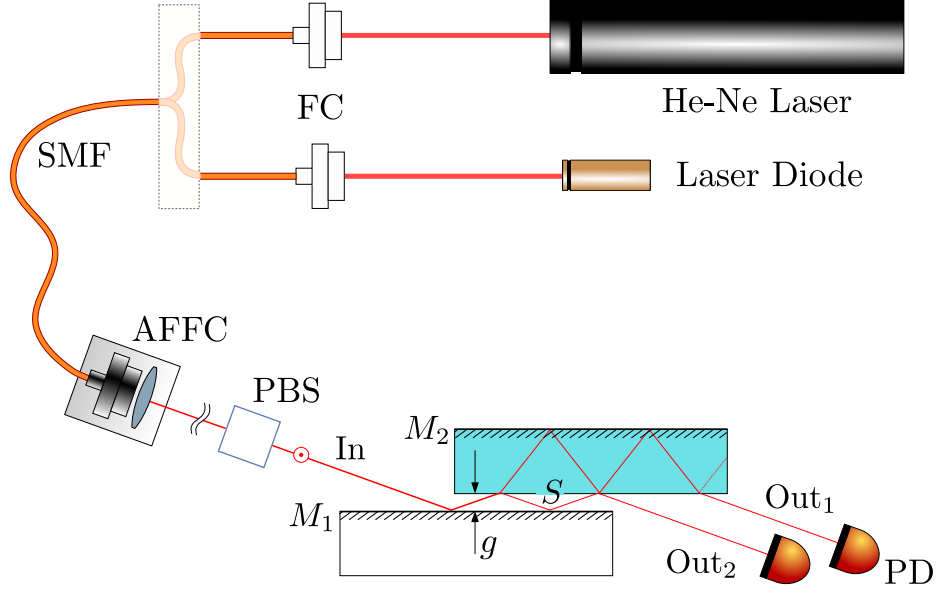 FC
He-Ne Laser
SMF
Laser Diode
AFFC
PBS
In
M₂
S
M₁
g
Out₁
Out₂
PD